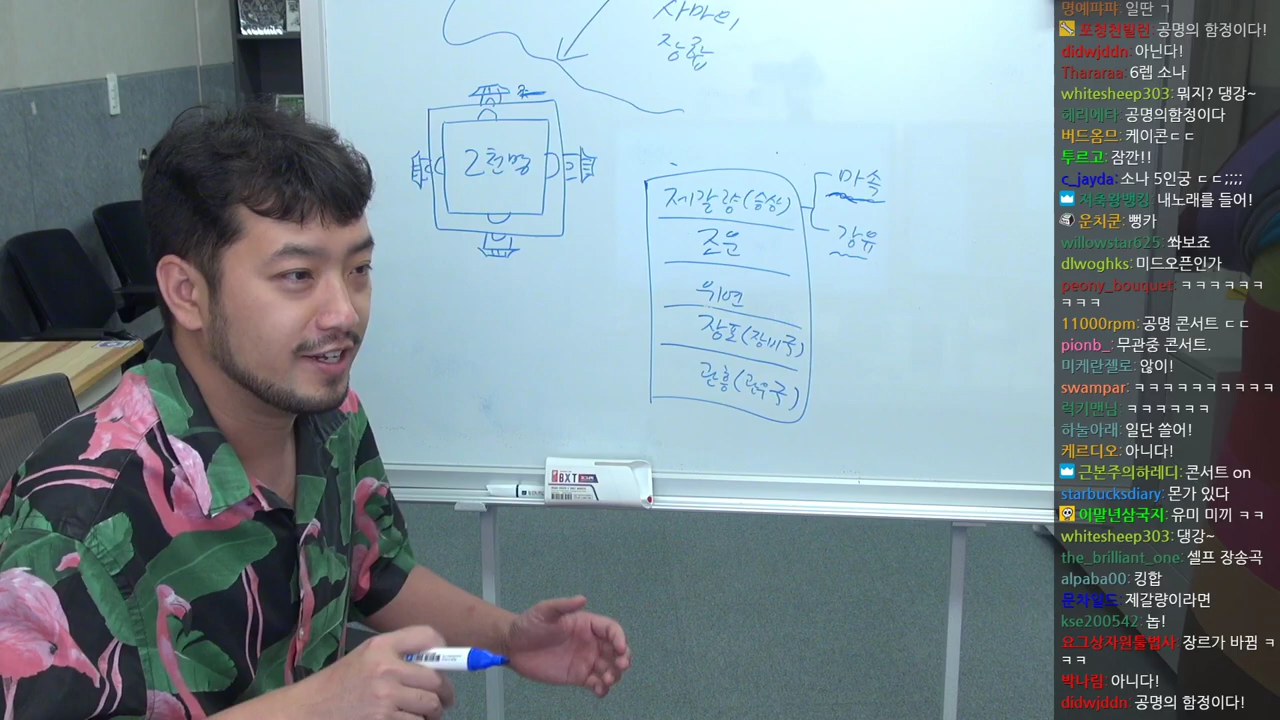 사마의
장합
2천명
제갈량(승상)
조운
위연
장포(장비국)
관흥(관우국)
마속
강유
BXT
명예파파: 일딴 ㄱ
포청천빌런: 공명의 함정이다!
didwjddn: 아닌다!
Thararaa: 6렙 소나
whitesheep303: 뭐지? 댕강~
헤리에타: 공명의함정이다
버드옴므: 케이콘ㄷㄷ
투르고: 잠깐!!
c_jayda: 소나 5인궁 ㄷㄷ;;;;
저죽왕뱅킹: 내노래를 들어!
운치쿤: 뻥카
willowstar625: 쏴보죠
dlwoghks: 미드오픈인가
peony_bouquet: ㅋㅋㅋㅋㅋㅋ
ㅋㅋㅋㅋ
11000rpm: 공명 콘서트 ㄷㄷ
pionb_: 무관중 콘서트.
미케란젤로: 않이!
swampar: ㅋㅋㅋㅋㅋㅋㅋㅋㅋㅋ
럭키맨님: ㅋㅋㅋㅋㅋㅋ
하눌아래: 일단 쓸어!
케르디오: 아니다!
근본주의하레디: 콘서트 on
starbucksdiary: 몬가 있다
이말년삼국지: 유미 미끼 ㅋㅋ
whitesheep303: 댕강~
the_brilliant_one: 셀프 장송곡
alpaba00: 킹합
문차일드: 제갈량이라면
kse200542: 놉!
요그상자원툴법사: 장르가 바뀜 ㅋ
ㅋㅋ
박나림: 아니다!
didwjddn: 공명의 함정이다!